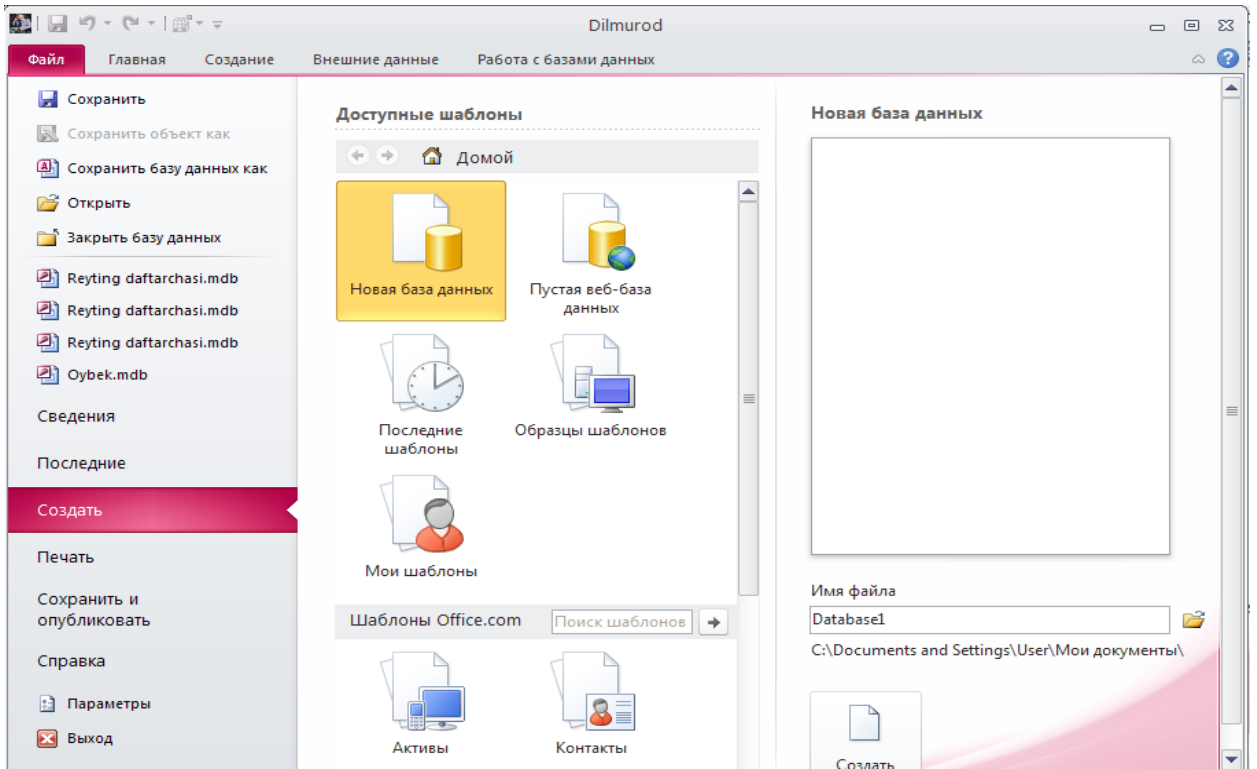 Dilmurod
Файл Главная Создание Внешние данные Работа с базами данных
Сохранить
Сохранить объект как
Сохранить базу данных как
Открыть
Закрыть базу данных
Reyting daftarchasi.mdb
Reyting daftarchasi.mdb
Reyting daftarchasi.mdb
Oybek.mdb
Сведения
Последние
Создать
Печать
Сохранить и
опубликовать
Справка
Параметры
Выход
Доступные шаблоны
Домой
Новая база данных
Пустая веб-база
данных
Последние
шаблоны
Образцы шаблонов
Мои шаблоны
Шаблоны Office.com Поиск шаблонов
Активы
Контакты
Новая база данных
Имя файла
Database1
C:\Documents and Settings\User\Мои документы\
Создать